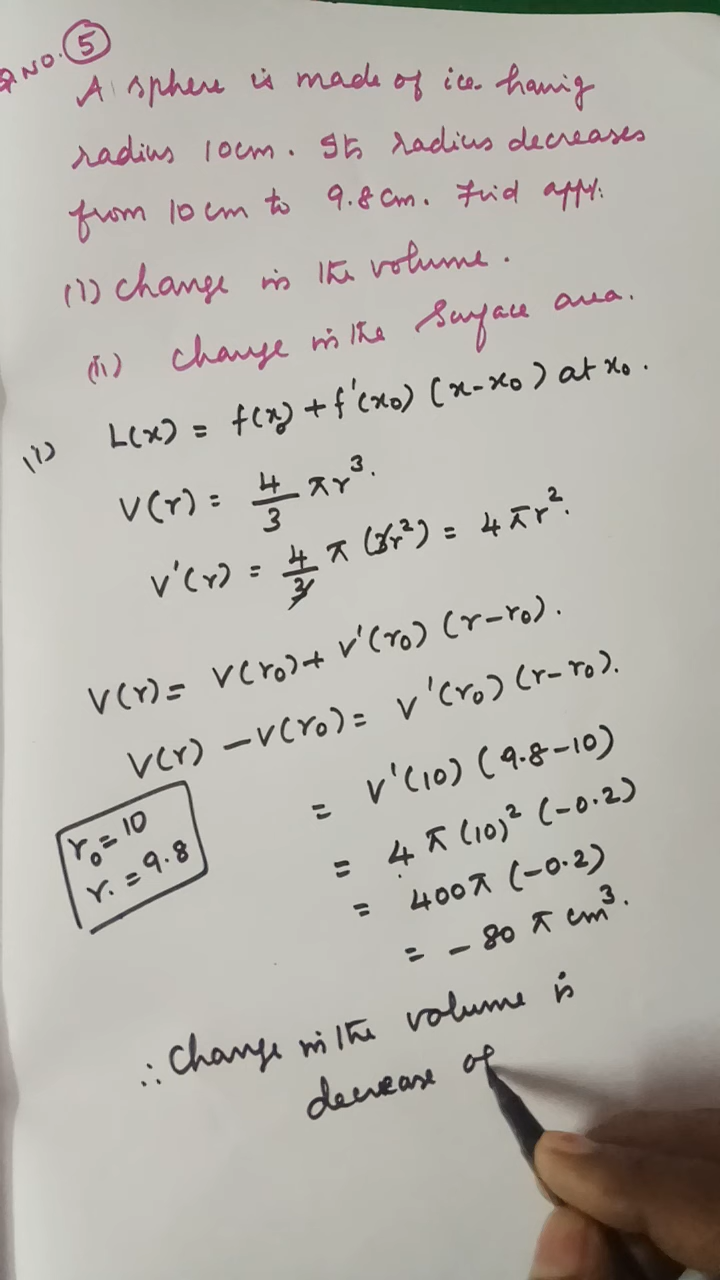 Q NO. 5
A sphere is made of ice havig
radius 10cm. Its radius decreases
from 10 cm to 9.8 cm. Find app:
(i) change in the volume.
(ii) change in the surface area.
(i) L(x) = f(x0) + f'(x0) (x-x0) at x0.
V(r) = 4/3 πr³.
V'(r) = 4/3 π (3r²) = 4πr².
V(r) = V(r0) + V'(r0) (r-r0).
V(r) - V(r0) = V'(r0) (r-r0).
= V'(10) (9.8-10)
r0 = 10
r. = 9.8
= 4 π (10)² (-0.2)
= 400π (-0.2)
= - 80 π cm³.
∴ Change in the volume is
decrease of